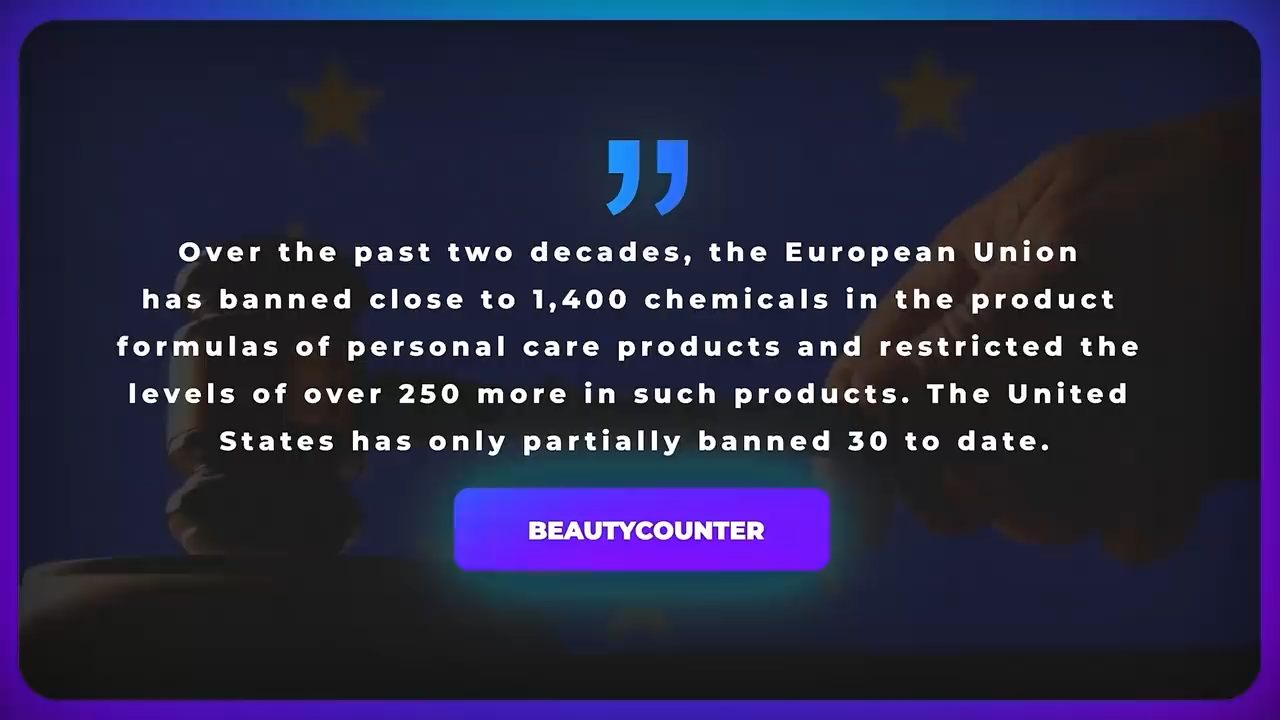 ”
Over the past two decades, the European Union
has banned close to 1,400 chemicals in the product
formulas of personal care products and restricted the
levels of over 250 more in such products. The United
States has only partially banned 30 to date.
BEAUTYCOUNTER